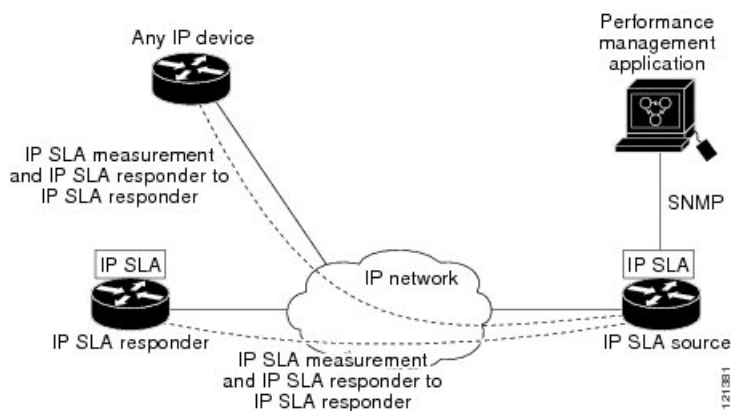 Any IP device
Performance
management
application
IP SLA measurement
and IP SLA responder to
IP SLA responder
SNMP
IP SLA
IP network
IP SLA
IP SLA responder
IP SLA source
IP SLA measurement
and IP SLA responder to
IP SLA responder
121381